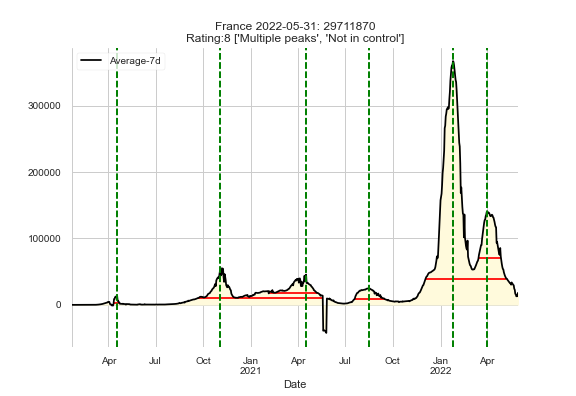 France 2022-05-31: 29711870
Rating:8 ['Multiple peaks', 'Not in control']
Average-7d
300000
200000
100000
0
Apr Jul Oct Jan Apr Jul Oct Jan Apr
2021 2022
Date